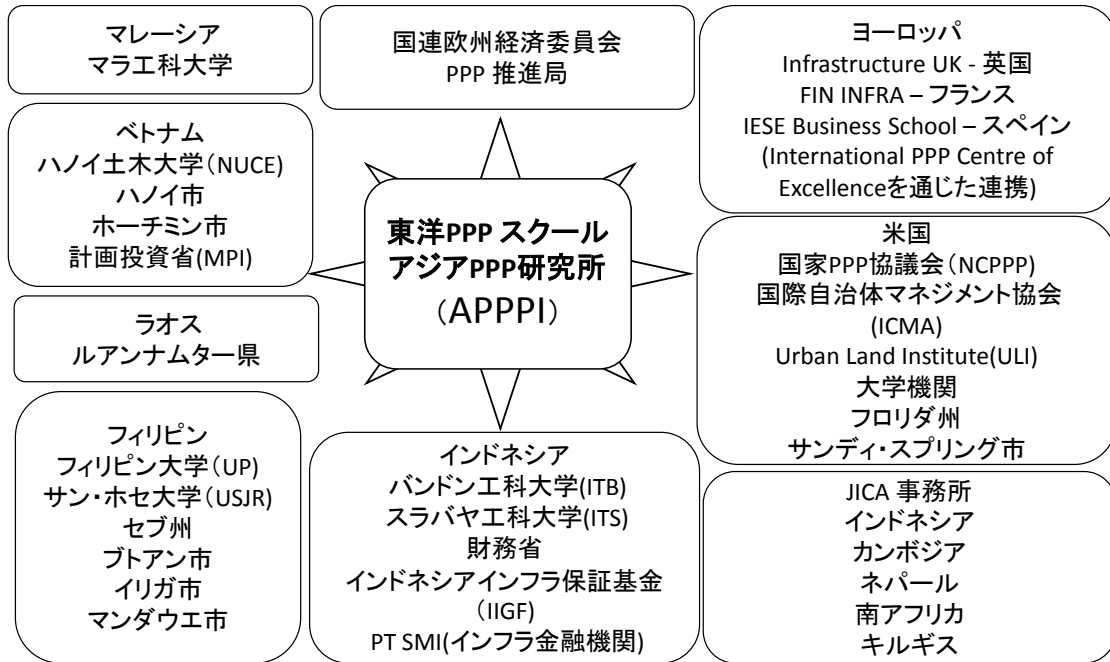 マレーシア
マラ工科大学
国連欧州経済委員会
PPP 推進局
ヨーロッパ
Infrastructure UK - 英国
FIN INFRA – フランス
IESE Business School – スペイン
(International PPP Centre of
Excellenceを通じた連携)
ベトナム
ハノイ土木大学(NUCE)
ハノイ市
ホーチミン市
計画投資省(MPI)
東洋PPP スクール
アジアPPP研究所
(APPPI)
米国
国家PPP協議会(NCPPP)
国際自治体マネジメント協会
(ICMA)
Urban Land Institute(ULI)
大学機関
フロリダ州
サンディ・スプリング市
ラオス
ルアンナムター県
フィリピン
フィリピン大学(UP)
サン・ホセ大学(USJR)
セブ州
ブトアン市
イリガ市
マンダウエ市
インドネシア
バンドン工科大学(ITB)
スラバヤ工科大学(ITS)
財務省
インドネシアインフラ保証基金
(IIGF)
PT SMI(インフラ金融機関)
JICA 事務所
インドネシア
カンボジア
ネパール
南アフリカ
キルギス